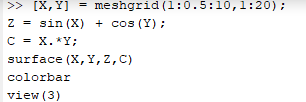 >> [X,Y] = meshgrid(1:0.5:10,1:20);
Z = sin(X) + cos(Y);
C = X.*Y;
surface(X,Y,Z,C)
colorbar
view(3)